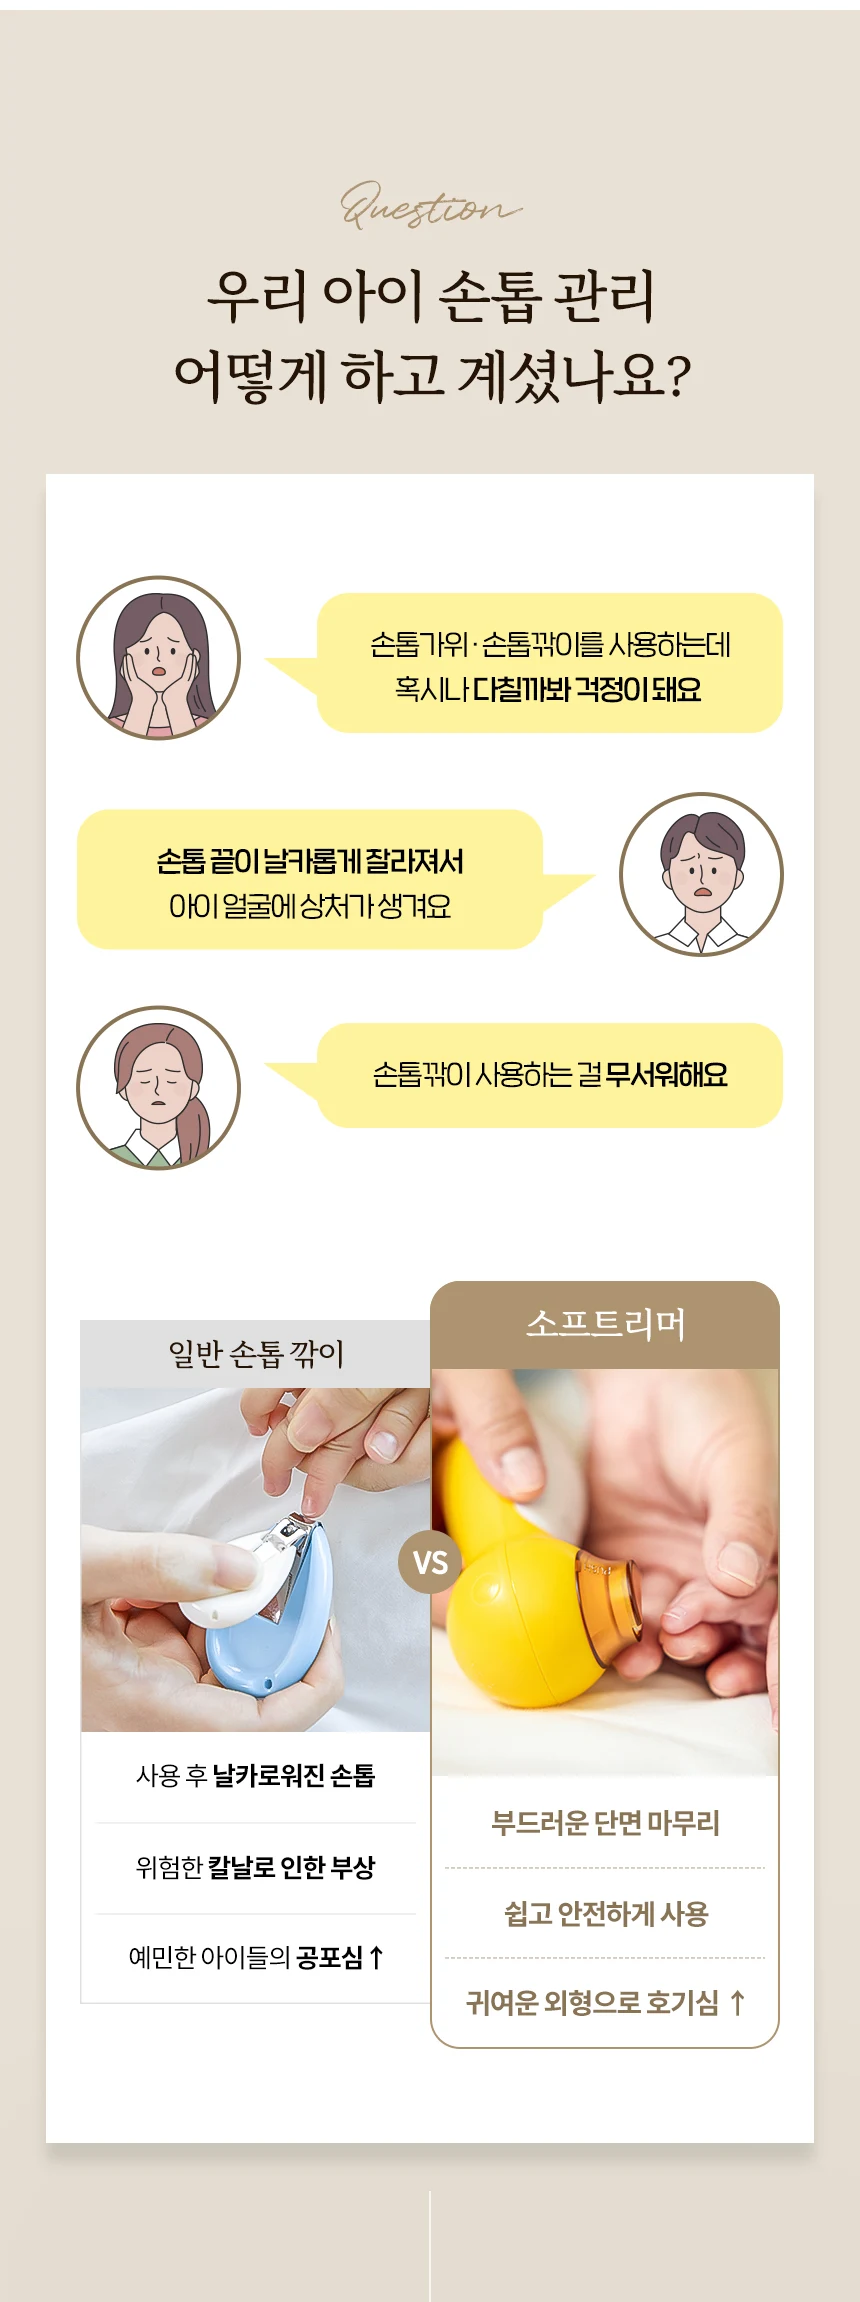 Question
우리 아이 손톱 관리
어떻게 하고 계셨나요?
손톱가위·손톱깎이를 사용하는데
혹시나 다칠까봐 걱정이 돼요
손톱 끝이 날카롭게 잘라져서
아이 얼굴에 상처가 생겨요
손톱깎이 사용하는 걸 무서워해요
일반 손톱 깎이
소프트리머
VS
사용 후 날카로워진 손톱
위험한 칼날로 인한 부상
예민한 아이들의 공포심↑
부드러운 단면 마무리
쉽고 안전하게 사용
귀여운 외형으로 호기심 ↑